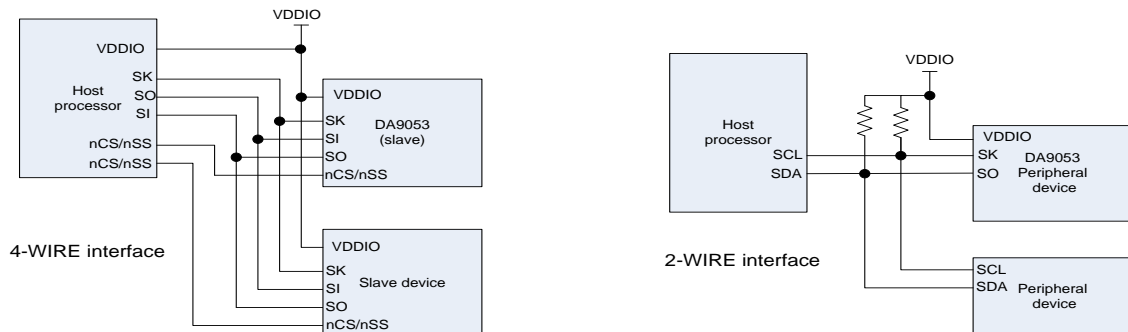 VDDIO
VDDIO
Host
processor
SK
SO
SI
nCS/nSS
nCS/nSS
VDDIO
SK
SI
SO
nCS/nSS
DA9053
(slave)
4-WIRE interface
VDDIO
SK
SI
SO
nCS/nSS
Slave device
VDDIO
Host
processor
SCL
SDA
VDDIO
SK
SO
DA9053
Peripheral
device
2-WIRE interface
SCL
SDA
Peripheral
device